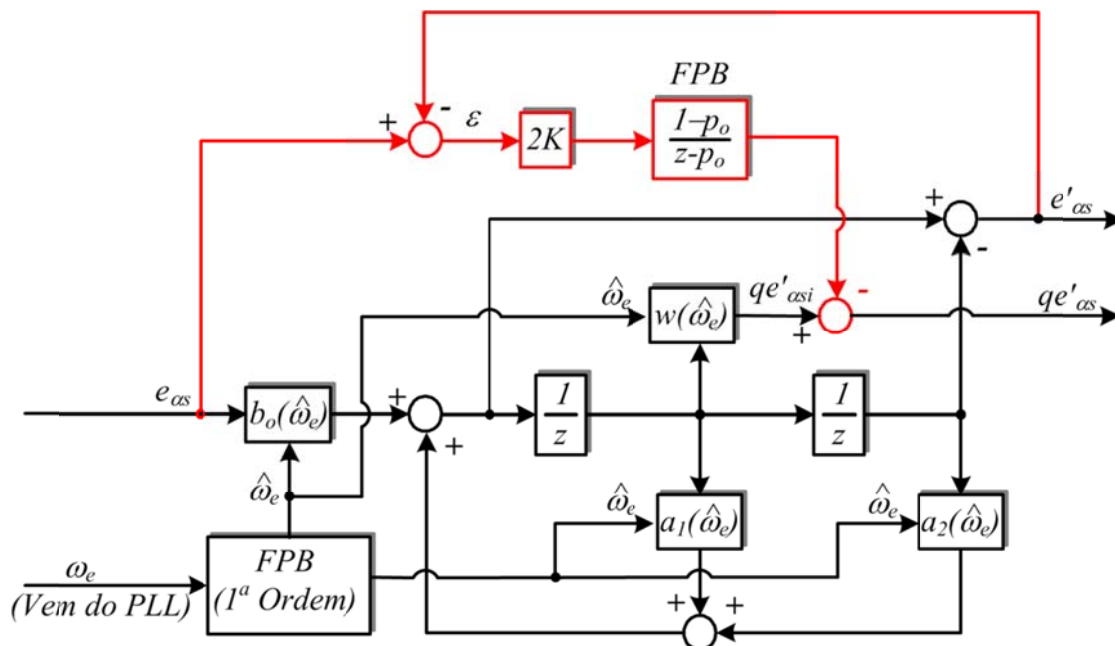 FPB
- ε
+ 2K
1-pₒ
z-pₒ
+ e'αs
-
ω̂ₑ w(ω̂ₑ) qe'αsi - qe'αs
+
eαs bₒ(ω̂ₑ) + 1/z 1/z
+
ω̂ₑ ω̂ₑ a₁(ω̂ₑ) ω̂ₑ a₂(ω̂ₑ)
ωₑ
(Vem do PLL)
FPB
(1ª Ordem)
+ +